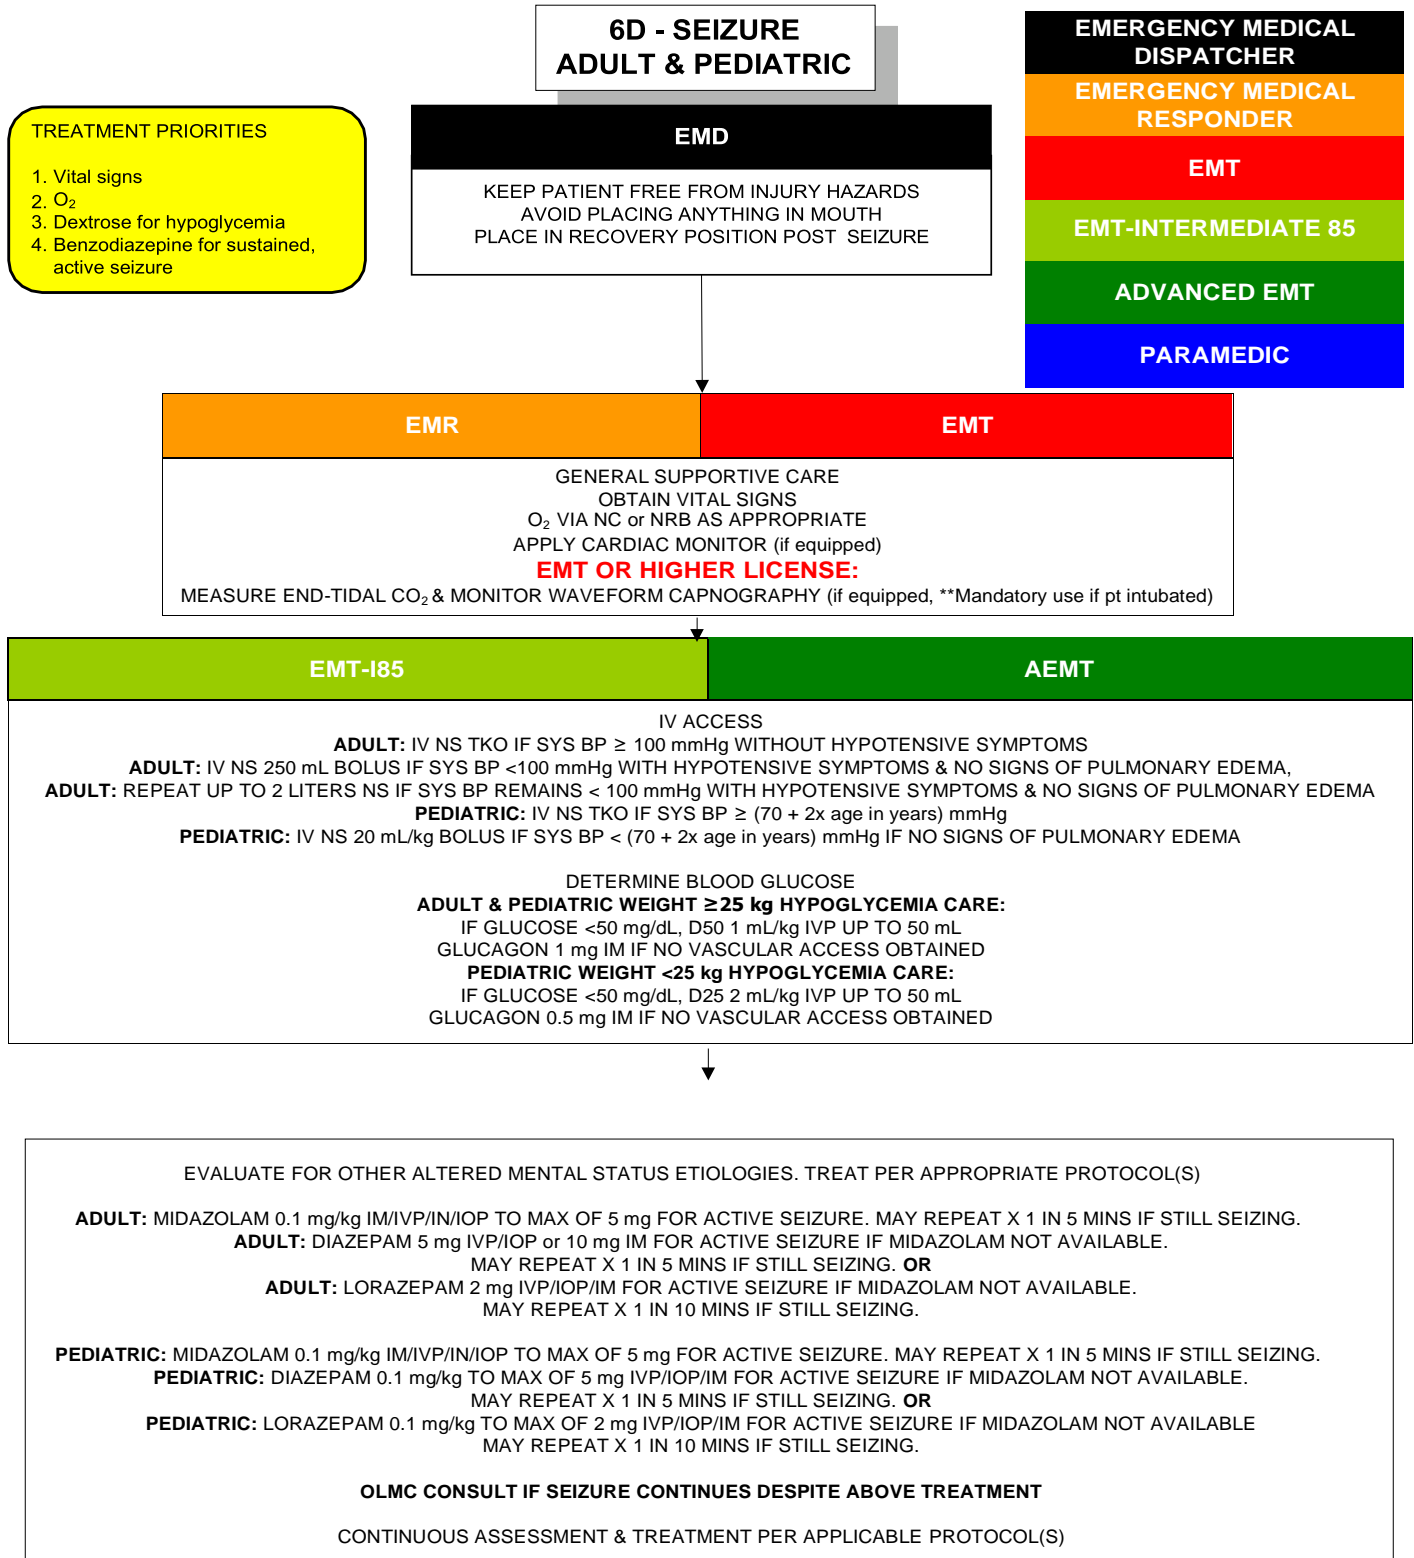 6D - SEIZURE
ADULT & PEDIATRIC
EMERGENCY MEDICAL
DISPATCHER
EMERGENCY MEDICAL
RESPONDER
EMT
EMT-INTERMEDIATE 85
ADVANCED EMT
PARAMEDIC
TREATMENT PRIORITIES
1. Vital signs
2. O₂
3. Dextrose for hypoglycemia
4. Benzodiazepine for sustained,
active seizure
EMD
KEEP PATIENT FREE FROM INJURY HAZARDS
AVOID PLACING ANYTHING IN MOUTH
PLACE IN RECOVERY POSITION POST SEIZURE
EMR
EMT
GENERAL SUPPORTIVE CARE
OBTAIN VITAL SIGNS
O₂ VIA NC or NRB AS APPROPRIATE
APPLY CARDIAC MONITOR (if equipped)
EMT OR HIGHER LICENSE:
MEASURE END-TIDAL CO₂ & MONITOR WAVEFORM CAPNOGRAPHY (if equipped, **Mandatory use if pt intubated)
EMT-I85
AEMT
IV ACCESS
ADULT: IV NS TKO IF SYS BP ≥ 100 mmHg WITHOUT HYPOTENSIVE SYMPTOMS
ADULT: IV NS 250 mL BOLUS IF SYS BP <100 mmHg WITH HYPOTENSIVE SYMPTOMS & NO SIGNS OF PULMONARY EDEMA,
ADULT: REPEAT UP TO 2 LITERS NS IF SYS BP REMAINS < 100 mmHg WITH HYPOTENSIVE SYMPTOMS & NO SIGNS OF PULMONARY EDEMA
PEDIATRIC: IV NS TKO IF SYS BP ≥ (70 + 2x age in years) mmHg
PEDIATRIC: IV NS 20 mL/kg BOLUS IF SYS BP < (70 + 2x age in years) mmHg IF NO SIGNS OF PULMONARY EDEMA
DETERMINE BLOOD GLUCOSE
ADULT & PEDIATRIC WEIGHT ≥25 kg HYPOGLYCEMIA CARE:
IF GLUCOSE <50 mg/dL, D50 1 mL/kg IVP UP TO 50 mL
GLUCAGON 1 mg IM IF NO VASCULAR ACCESS OBTAINED
PEDIATRIC WEIGHT <25 kg HYPOGLYCEMIA CARE:
IF GLUCOSE <50 mg/dL, D25 2 mL/kg IVP UP TO 50 mL
GLUCAGON 0.5 mg IM IF NO VASCULAR ACCESS OBTAINED
EVALUATE FOR OTHER ALTERED MENTAL STATUS ETIOLOGIES. TREAT PER APPROPRIATE PROTOCOL(S)
ADULT: MIDAZOLAM 0.1 mg/kg IM/IVP/IN/IOP TO MAX OF 5 mg FOR ACTIVE SEIZURE. MAY REPEAT X 1 IN 5 MINS IF STILL SEIZING.
ADULT: DIAZEPAM 5 mg IVP/IOP or 10 mg IM FOR ACTIVE SEIZURE IF MIDAZOLAM NOT AVAILABLE.
MAY REPEAT X 1 IN 5 MINS IF STILL SEIZING. OR
ADULT: LORAZEPAM 2 mg IVP/IOP/IM FOR ACTIVE SEIZURE IF MIDAZOLAM NOT AVAILABLE.
MAY REPEAT X 1 IN 10 MINS IF STILL SEIZING.
PEDIATRIC: MIDAZOLAM 0.1 mg/kg IM/IVP/IN/IOP TO MAX OF 5 mg FOR ACTIVE SEIZURE. MAY REPEAT X 1 IN 5 MINS IF STILL SEIZING.
PEDIATRIC: DIAZEPAM 0.1 mg/kg TO MAX OF 5 mg IVP/IOP/IM FOR ACTIVE SEIZURE IF MIDAZOLAM NOT AVAILABLE.
MAY REPEAT X 1 IN 5 MINS IF STILL SEIZING. OR
PEDIATRIC: LORAZEPAM 0.1 mg/kg TO MAX OF 2 mg IVP/IOP/IM FOR ACTIVE SEIZURE IF MIDAZOLAM NOT AVAILABLE
MAY REPEAT X 1 IN 10 MINS IF STILL SEIZING.
OLMC CONSULT IF SEIZURE CONTINUES DESPITE ABOVE TREATMENT
CONTINUOUS ASSESSMENT & TREATMENT PER APPLICABLE PROTOCOL(S)